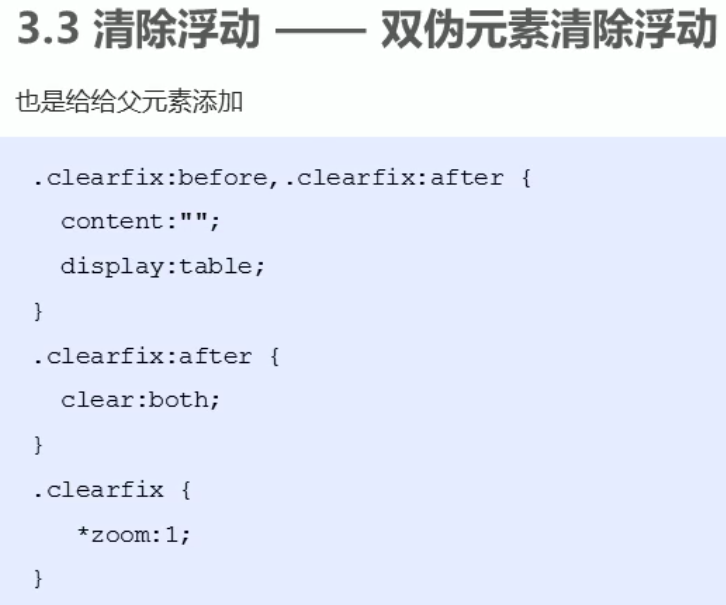 3.3 清除浮动 —— 双伪元素清除浮动
也是给给父元素添加
.clearfix:before,.clearfix:after {
  content:"";
  display:table;
}
.clearfix:after {
  clear:both;
}
.clearfix {
   *zoom:1;
}